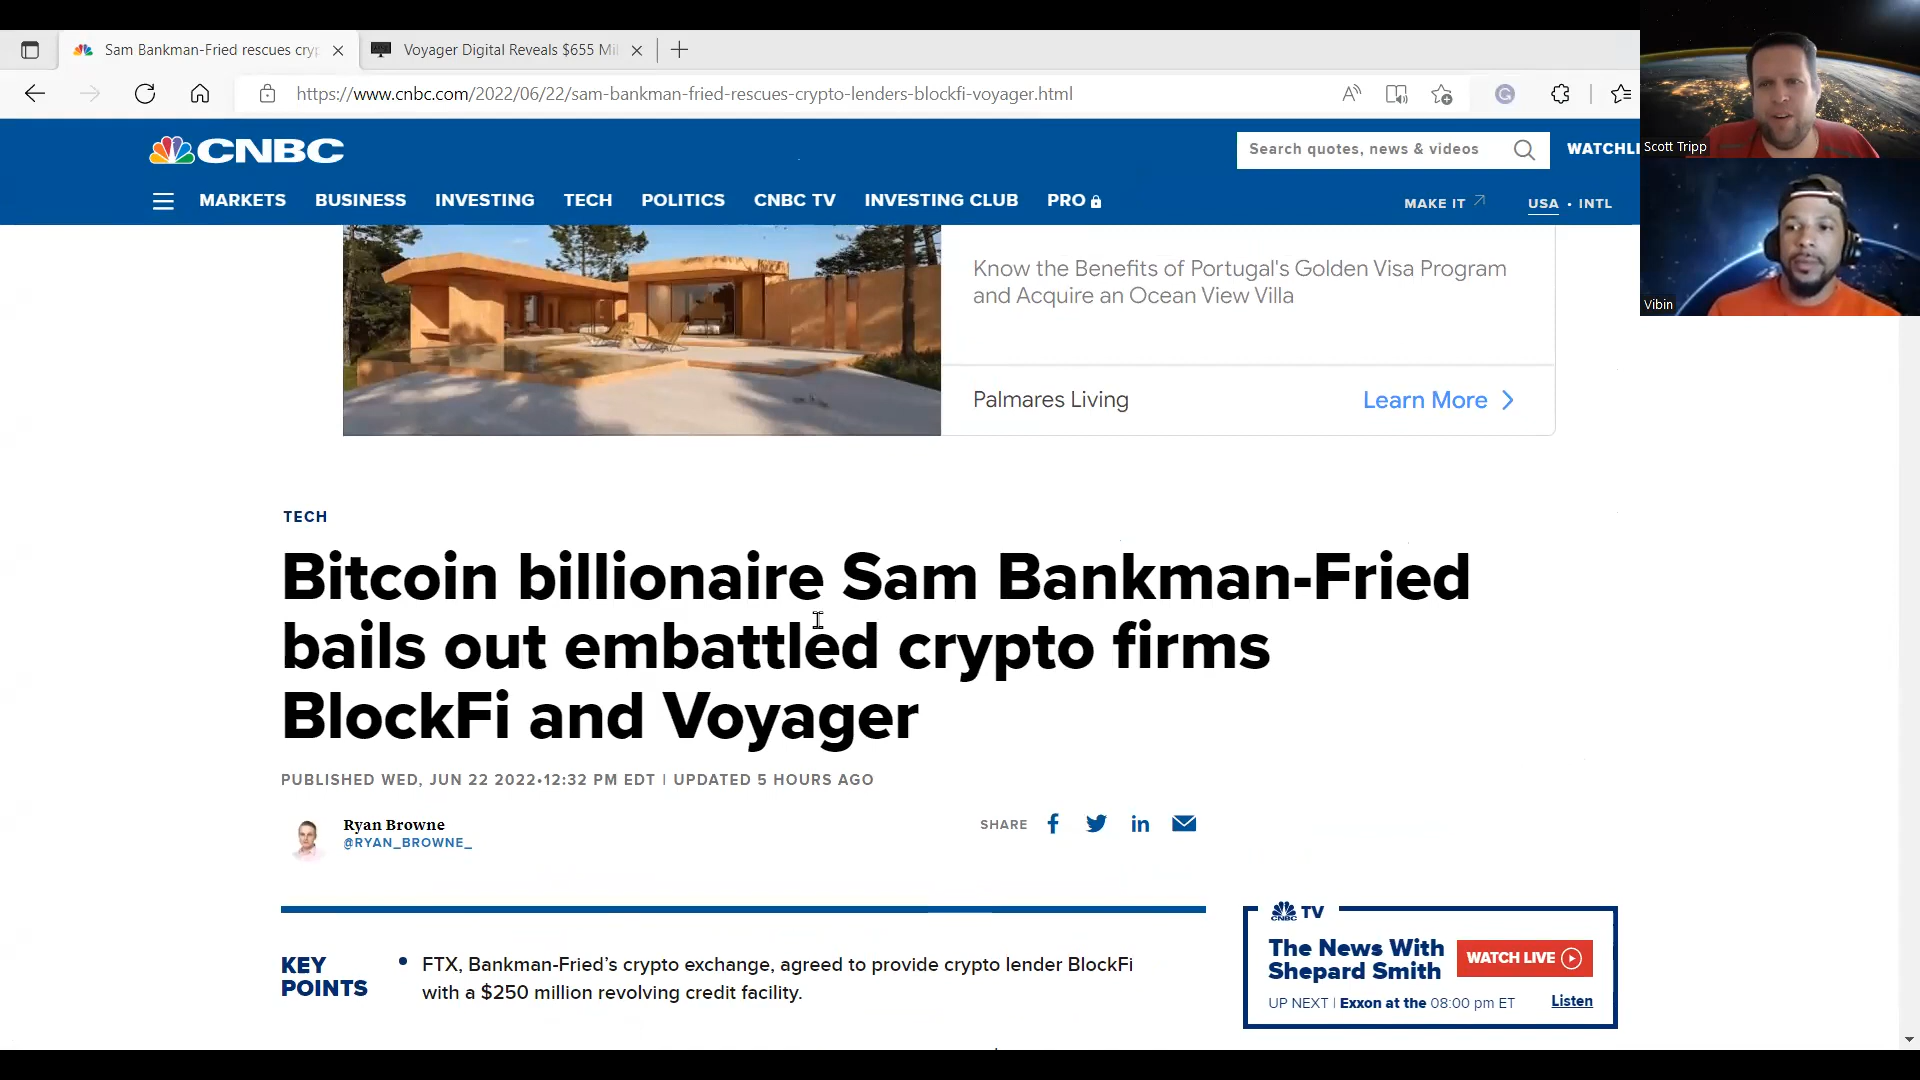 Sam Bankman-Fried rescues cryp
Voyager Digital Reveals $655 Mil
https://www.cnbc.com/2022/06/22/sam-bankman-fried-rescues-crypto-lenders-blockfi-voyager.html
CNBC
Search quotes, news & videos
WATCHLI
MARKETS BUSINESS INVESTING TECH POLITICS CNBC TV INVESTING CLUB PRO
MAKE IT USA • INTL
Scott Tripp
Vibin
Know the Benefits of Portugal's Golden Visa Program
and Acquire an Ocean View Villa
Palmares Living
Learn More
TECH
Bitcoin billionaire Sam Bankman-Fried
bails out embattled crypto firms
BlockFi and Voyager
PUBLISHED WED, JUN 22 2022•12:32 PM EDT | UPDATED 5 HOURS AGO
Ryan Browne
@RYAN_BROWNE_
SHARE
KEY
POINTS
• FTX, Bankman-Fried’s crypto exchange, agreed to provide crypto lender BlockFi
with a $250 million revolving credit facility.
CNBC TV
The News With
Shepard Smith
WATCH LIVE
UP NEXT | Exxon at the 08:00 pm ET
Listen